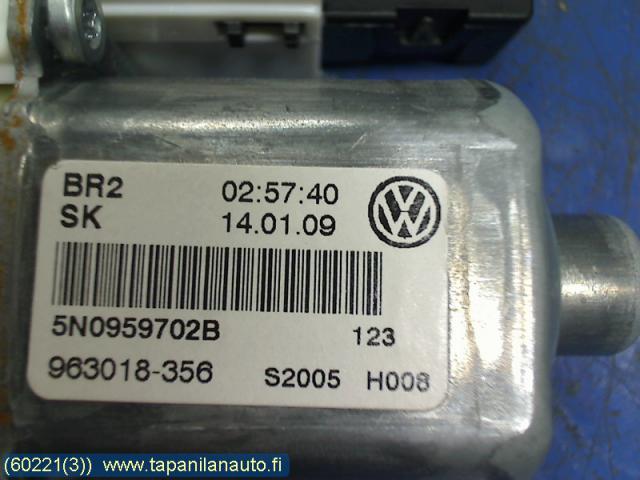 BR2 02:57:40
SK 14.01.09
5N0959702B 123
963018-356 S2005 H008
(60221(3)) www.tapanilanauto.fi